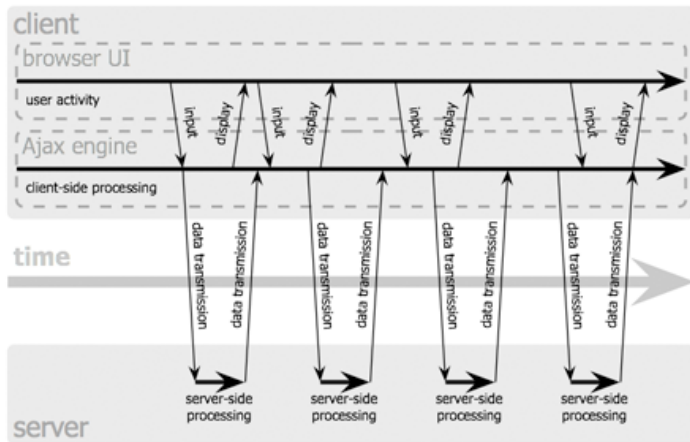 client
browser UI
user activity
input
display
input
display
input
display
input
display
Ajax engine
client-side processing
data transmission
data transmission
data transmission
data transmission
data transmission
data transmission
data transmission
data transmission
time
server-side
processing
server-side
processing
server-side
processing
server-side
processing
server